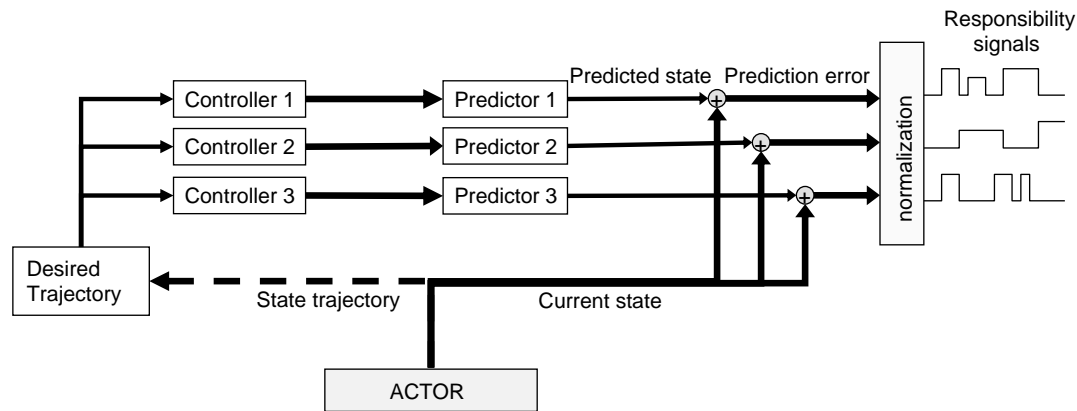 Responsibility
signals
Predicted state
Prediction error
Controller 1
Predictor 1
+
Controller 2
Predictor 2
+
Controller 3
Predictor 3
+
normalization
Desired
Trajectory
State trajectory
Current state
ACTOR